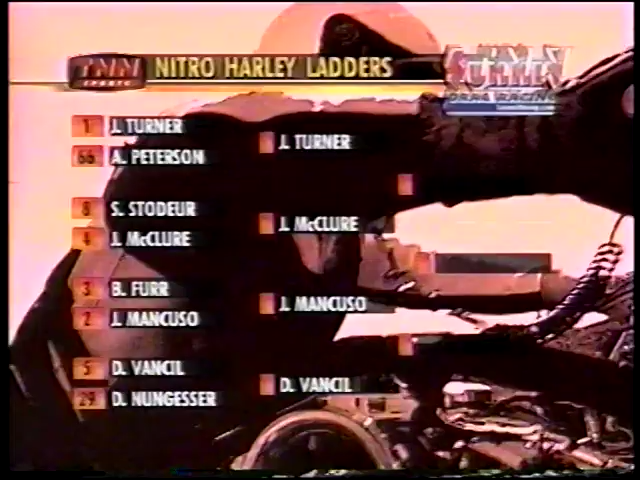 TNN
SPORTS
NITRO HARLEY LADDERS
DRAG RACING
1 J. TURNER
66 A. PETERSON
J. TURNER
8 S. STODEUR
4 J. McCLURE
J. McCLURE
3 B. FURR
2 J. MANCUSO
J. MANCUSO
5 D. VANCIL
29 D. NUNGESSER
D. VANCIL